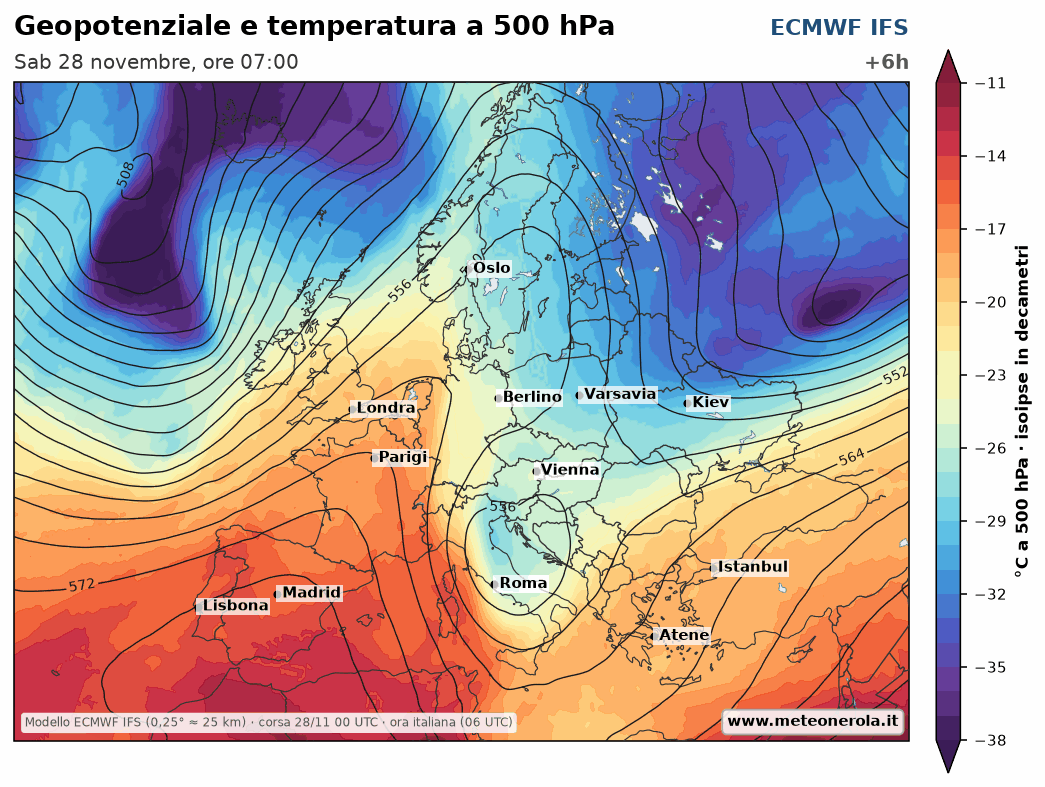 Geopotenziale e temperatura a 500 hPa
ECMWF IFS
Sab 28 novembre, ore 07:00
+6h
508
556
552
564
536
572
Oslo
Londra
Berlino
Varsavia
Kiev
Parigi
Vienna
Roma
Istanbul
Madrid
Lisbona
Atene
Modello ECMWF IFS (0,25° ≈ 25 km) · corsa 28/11 00 UTC · ora italiana (06 UTC)
www.meteonerola.it
−11
−14
−17
−20
−23
−26
−29
−32
−35
−38
°C a 500 hPa · isoipse in decametri